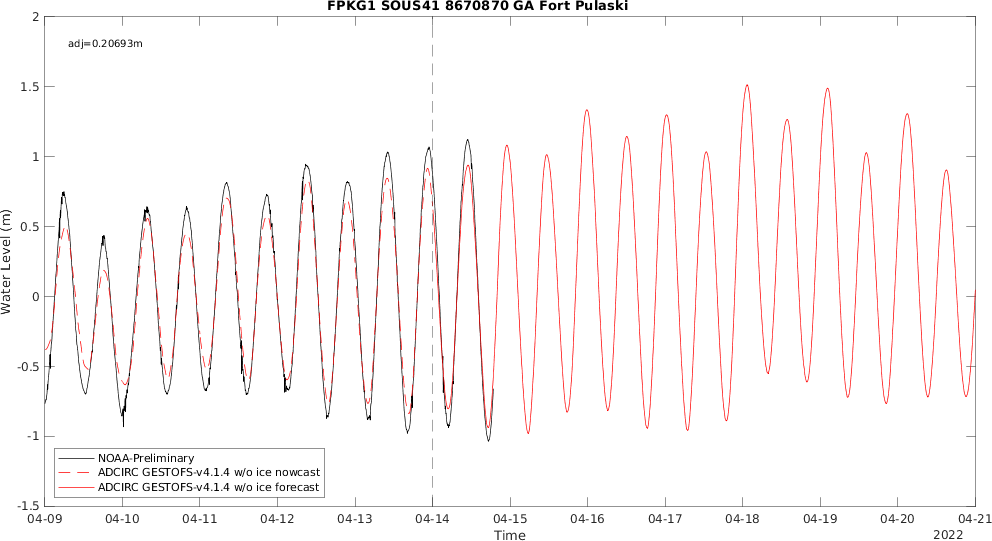 FPKG1 SOUS41 8670870 GA Fort Pulaski
adj=0.20693m
2
1.5
1
0.5
0
-0.5
-1
-1.5
Water Level (m)
NOAA-Preliminary
ADCIRC GESTOFS-v4.1.4 w/o ice nowcast
ADCIRC GESTOFS-v4.1.4 w/o ice forecast
04-09 04-10 04-11 04-12 04-13 04-14 04-15 04-16 04-17 04-18 04-19 04-20 04-21
Time
2022